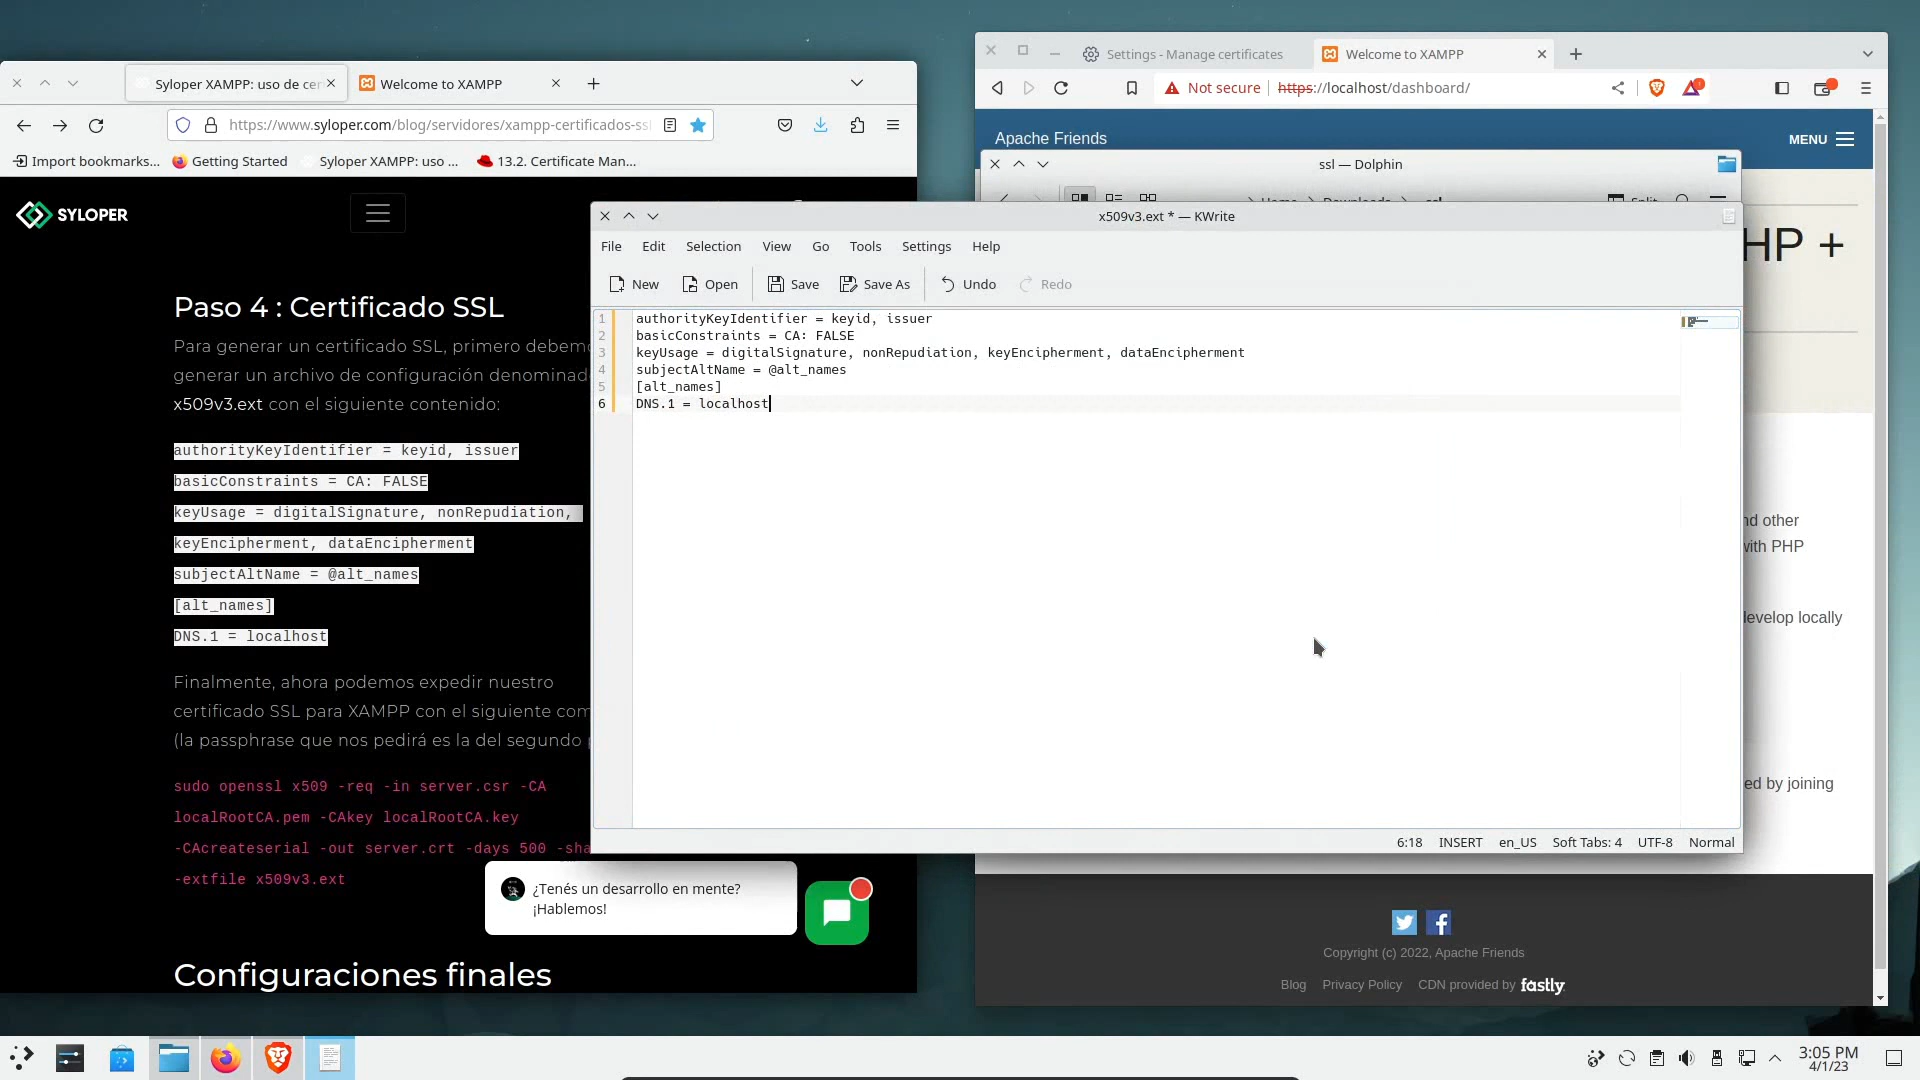 Syloper XAMPP: uso de cer
Welcome to XAMPP
https://www.syloper.com/blog/servidores/xampp-certificados-ssl
Import bookmarks...
Getting Started
Syloper XAMPP: uso ...
13.2. Certificate Man...
SYLOPER
Paso 4 : Certificado SSL
Para generar un certificado SSL, primero debemo
generar un archivo de configuración denominad
x509v3.ext con el siguiente contenido:
authorityKeyIdentifier = keyid, issuer
basicConstraints = CA: FALSE
keyUsage = digitalSignature, nonRepudiation,
keyEncipherment, dataEncipherment
subjectAltName = @alt_names
[alt_names]
DNS.1 = localhost
Finalmente, ahora podemos expedir nuestro
certificado SSL para XAMPP con el siguiente com
(la passphrase que nos pedirá es la del segundo
sudo openssl x509 -req -in server.csr -CA
localRootCA.pem -CAkey localRootCA.key
-CAcreateserial -out server.crt -days 500 -sha
-extfile x509v3.ext
¿Tenés un desarrollo en mente?
¡Hablemos!
Configuraciones finales
Settings - Manage certificates
Welcome to XAMPP
Not secure
https://localhost/dashboard/
Apache Friends
MENU
ssl — Dolphin
Home
Downloads
ssl
Split
x509v3.ext * — KWrite
File Edit Selection View Go Tools Settings Help
New Open Save Save As Undo Redo
1 authorityKeyIdentifier = keyid, issuer
2 basicConstraints = CA: FALSE
3 keyUsage = digitalSignature, nonRepudiation, keyEncipherment, dataEncipherment
4 subjectAltName = @alt_names
5 [alt_names]
6 DNS.1 = localhost
6:18 INSERT en_US Soft Tabs: 4 UTF-8 Normal
HP +
nd other
with PHP
develop locally
ed by joining
Copyright (c) 2022, Apache Friends
Blog Privacy Policy CDN provided by fastly
3:05 PM
4/1/23